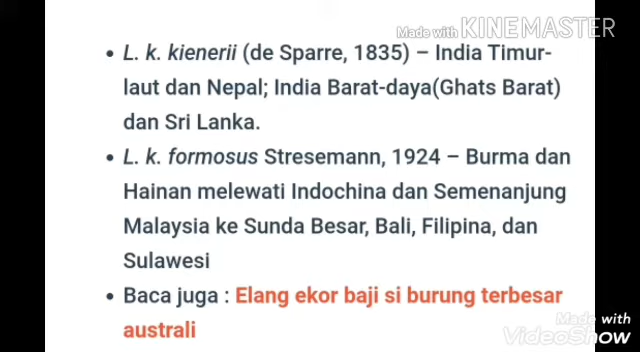 Made with KINEMASTER
• L. k. kienerii (de Sparre, 1835) – India Timur-
laut dan Nepal; India Barat-daya(Ghats Barat)
dan Sri Lanka.
• L. k. formosus Stresemann, 1924 – Burma dan
Hainan melewati Indochina dan Semenanjung
Malaysia ke Sunda Besar, Bali, Filipina, dan
Sulawesi
• Baca juga : Elang ekor baji si burung terbesar
australi
Made with
VideoShow